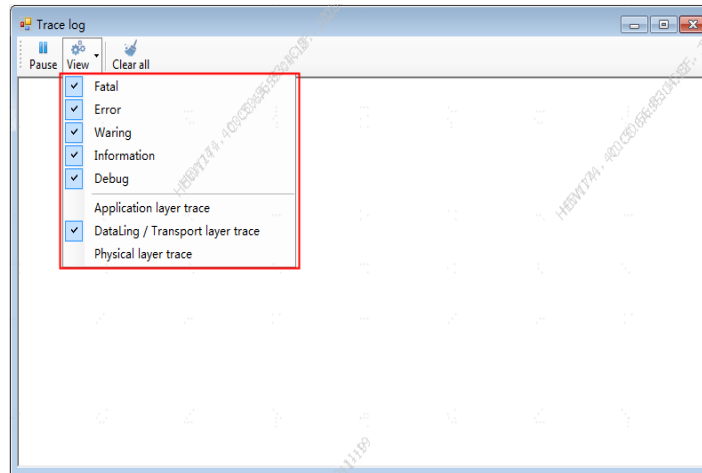 Trace log
Pause View Clear all
Fatal
Error
Waring
Information
Debug
Application layer trace
DataLing / Transport layer trace
Physical layer trace